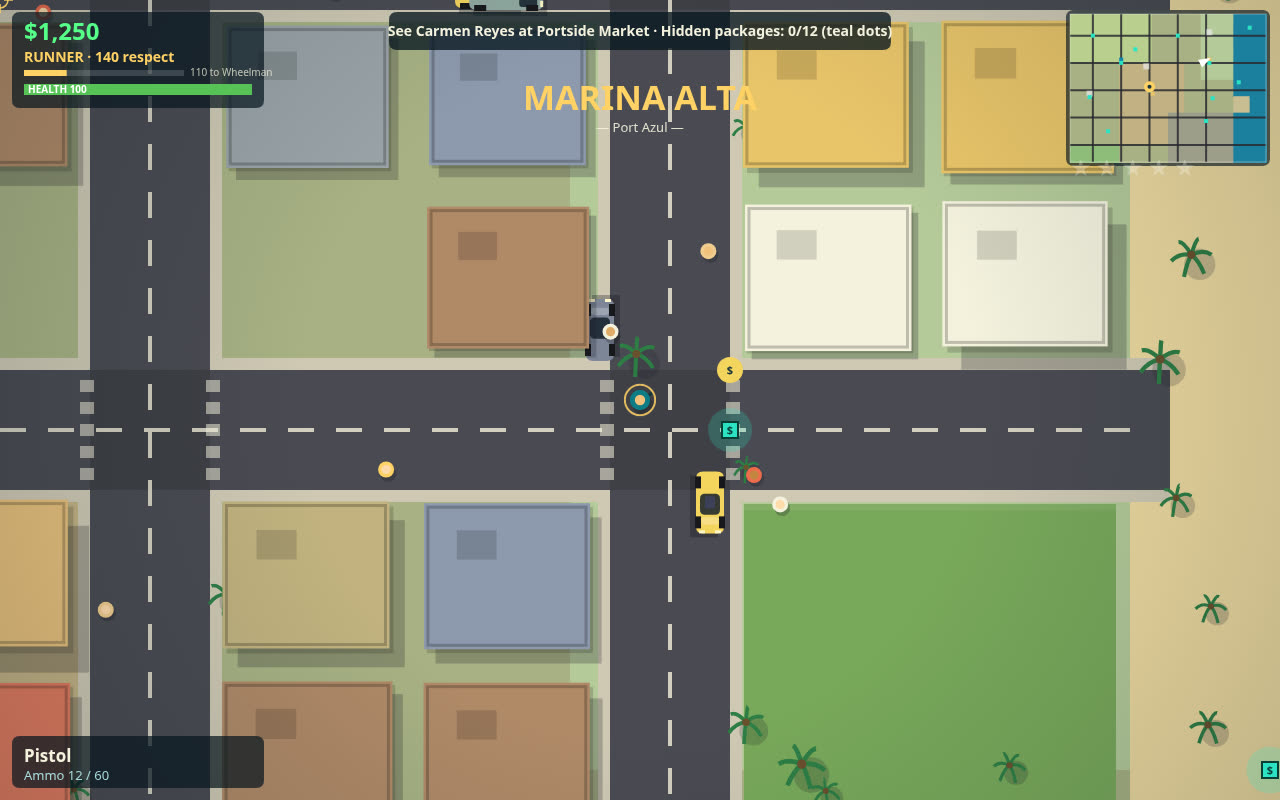 $1,250
RUNNER · 140 respect
110 to Wheelman
HEALTH 100
See Carmen Reyes at Portside Market · Hidden packages: 0/12 (teal dots)
MARINA ALTA
— Port Azul —
★ ★ ★ ★ ★
$
$
$
Pistol
Ammo 12 / 60